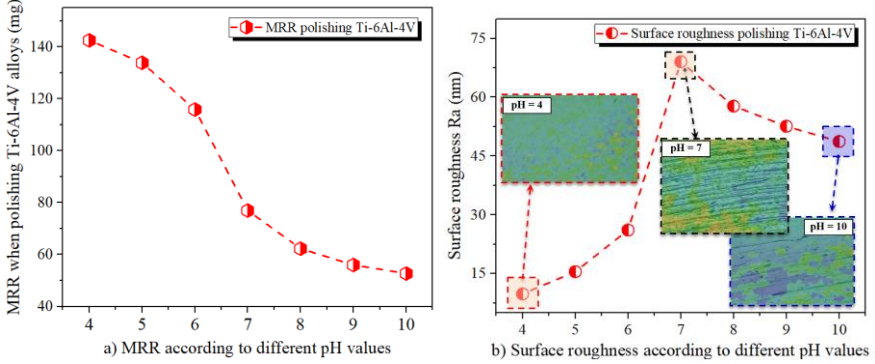 MRR when polishing Ti-6Al-4V alloys (mg)
MRR polishing Ti-6Al-4V
140
120
100
80
60
40
4 5 6 7 8 9 10
a) MRR according to different pH values
Surface roughness Ra (nm)
Surface roughness polishing Ti-6Al-4V
75
60
45
30
15
pH = 4
pH = 7
pH = 10
4 5 6 7 8 9 10
b) Surface roughness according to different pH values